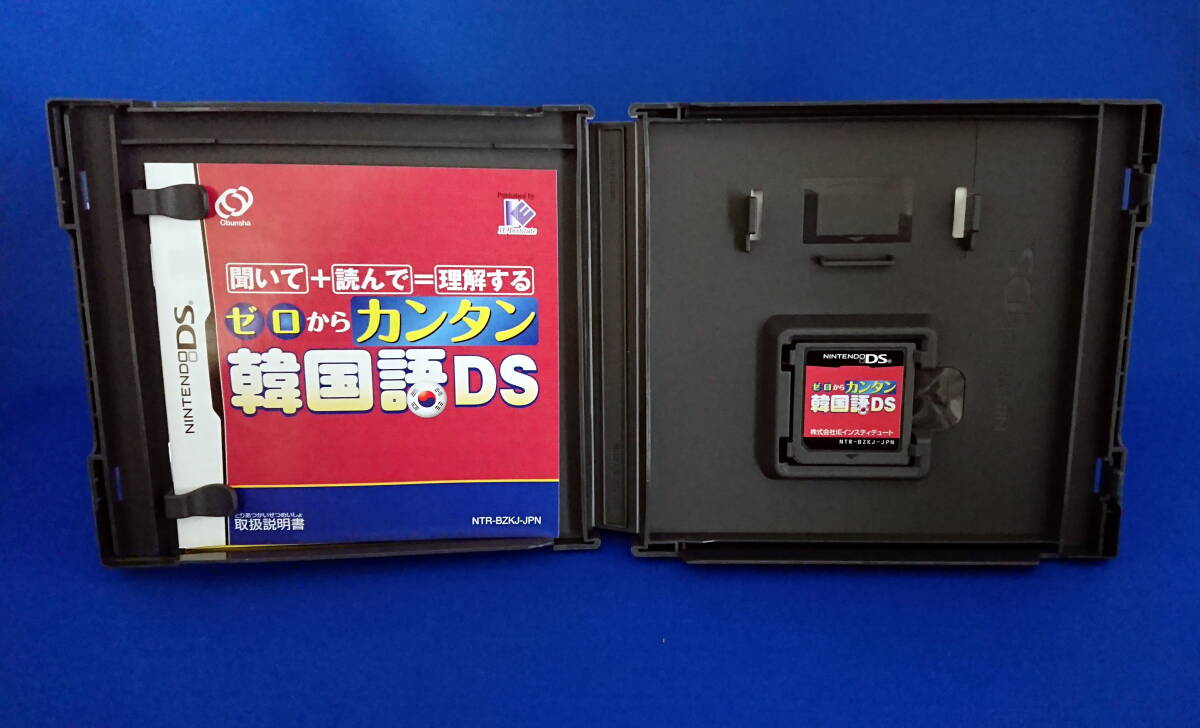 Obunsha
Published by
IE Institute
聞いて+読んで=理解する
ゼロからカンタン
韓国語DS
NINTENDO DS
とりあつかいせつめいしょ
取扱説明書
NTR-BZKJ-JPN
NINTENDO DS
ゼロからカンタン
韓国語DS
株式会社IEインスティテュート
NTR-BZKJ-JPN